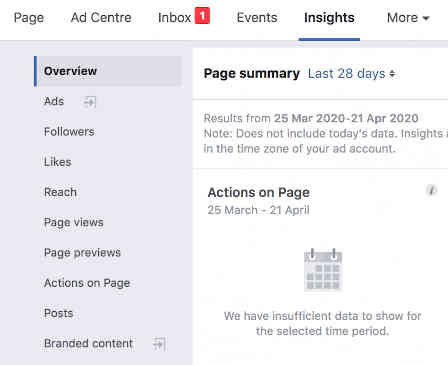 Page Ad Centre Inbox 1 Events Insights More
Overview
Ads
Followers
Likes
Reach
Page views
Page previews
Actions on Page
Posts
Branded content
Page summary Last 28 days
Results from 25 Mar 2020-21 Apr 2020
Note: Does not include today's data. Insights
in the time zone of your ad account.
Actions on Page i
25 March - 21 April
We have insufficient data to show for
the selected time period.